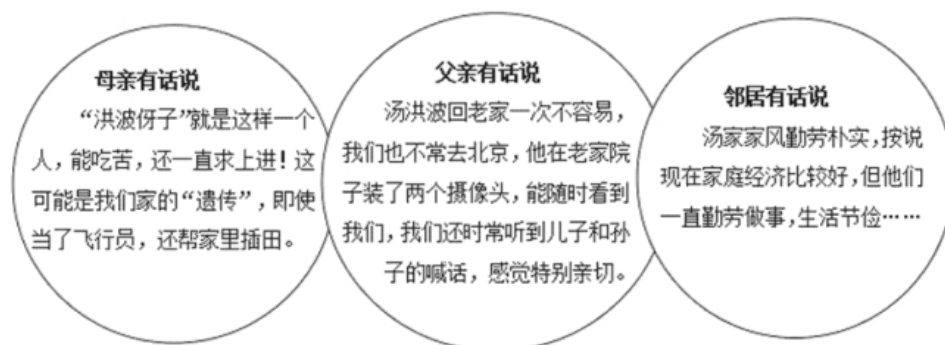 母亲有话说
“洪波伢子”就是这样一个
人，能吃苦，还一直求上进！这
可能是我们家的“遗传”，即使
当了飞行员，还帮家里插田。
父亲有话说
汤洪波回老家一次不容易，
我们也不常去北京，他在老家院
子装了两个摄像头，能随时看到
我们，我们还时常听到儿子和孙
子的喊话，感觉特别亲切。
邻居有话说
汤家家风勤劳朴实，按说
现在家庭经济比较好，但他们
一直勤劳做事，生活节俭……